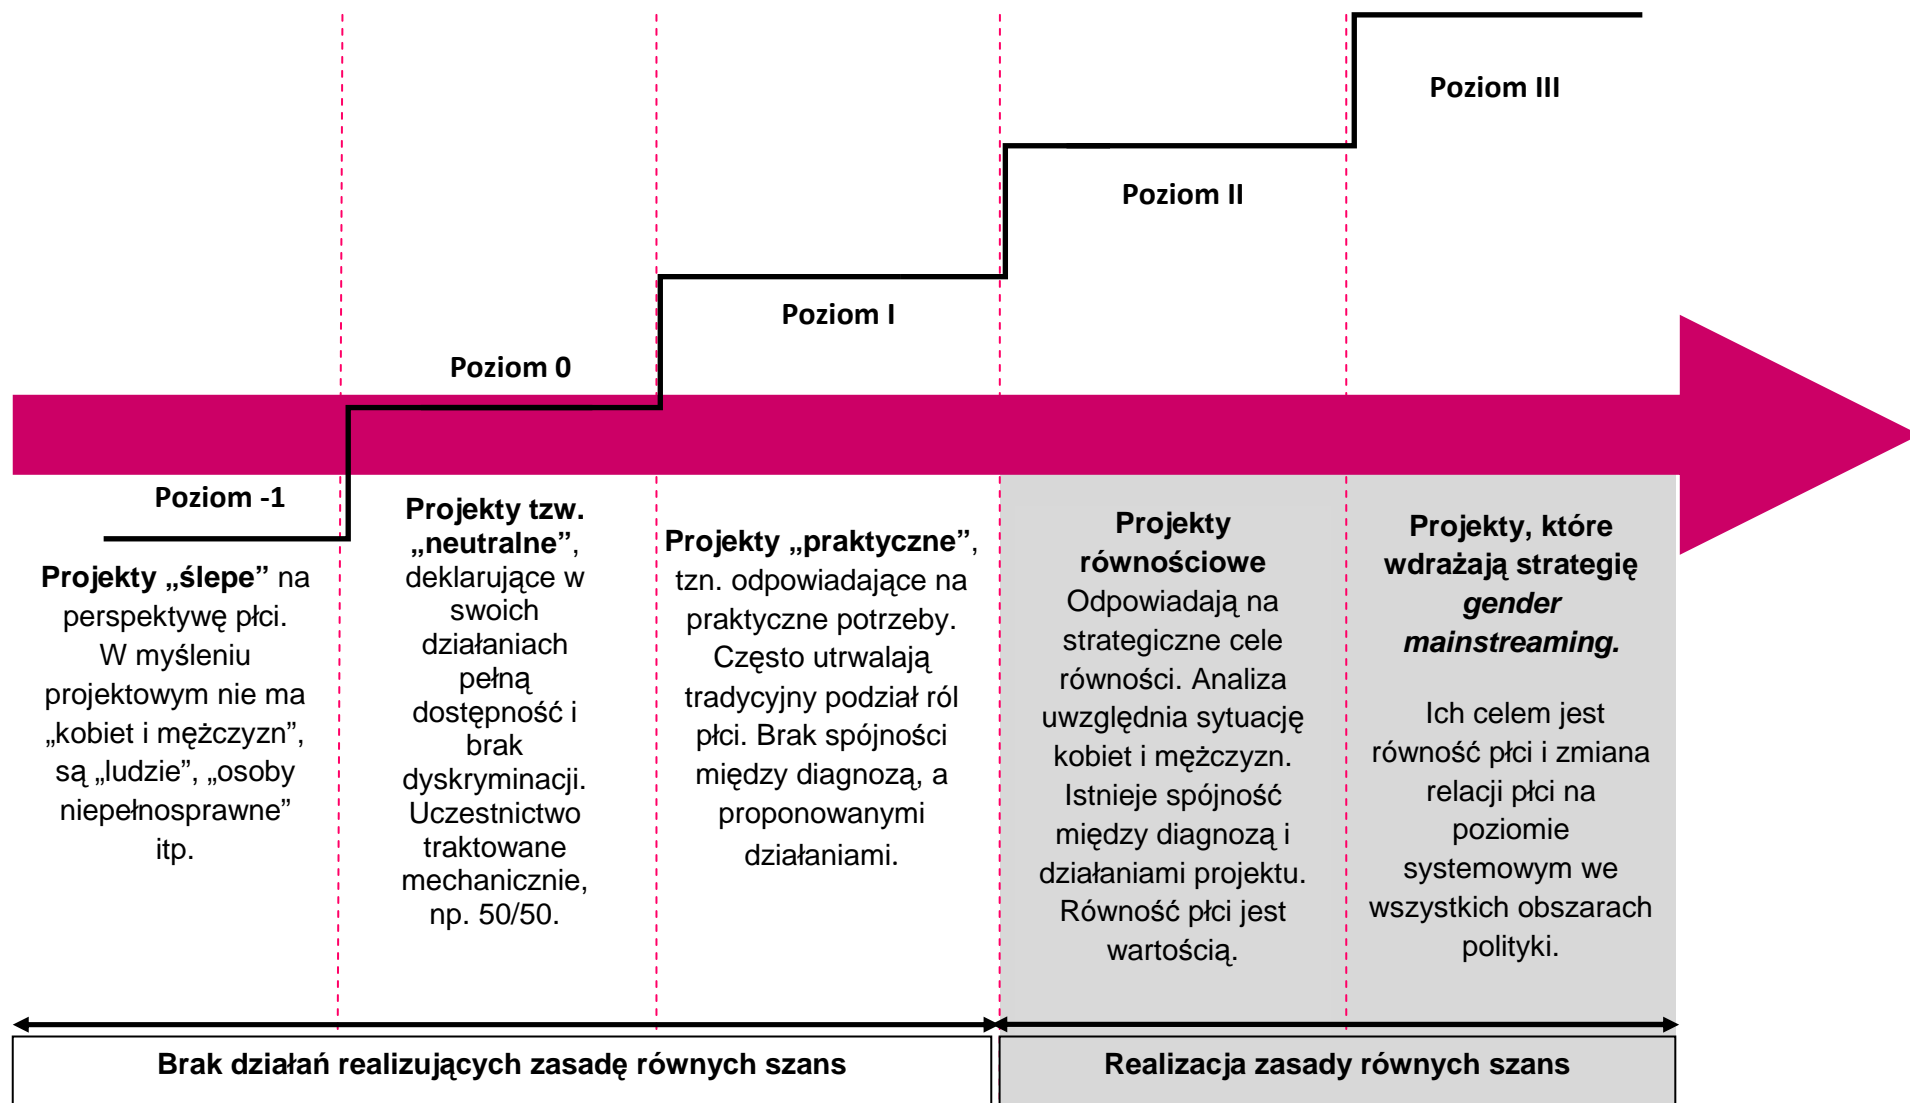 Poziom III
Poziom II
Poziom I
Poziom 0
Poziom -1
Projekty „ślepe” na
perspektywę płci.
W myśleniu
projektowym nie ma
„kobiet i mężczyzn”,
są „ludzie”, „osoby
niepełnosprawne”
itp.
Projekty tzw.
„neutralne”,
deklarujące w
swoich
działaniach
pełną
dostępność i
brak
dyskryminacji.
Uczestnictwo
traktowane
mechanicznie,
np. 50/50.
Projekty „praktyczne”,
tzn. odpowiadające na
praktyczne potrzeby.
Często utrwalają
tradycyjny podział ról
płci. Brak spójności
między diagnozą, a
proponowanymi
działaniami.
Projekty
równościowe
Odpowiadają na
strategiczne cele
równości. Analiza
uwzględnia sytuację
kobiet i mężczyzn.
Istnieje spójność
między diagnozą i
działaniami projektu.
Równość płci jest
wartością.
Projekty, które
wdrażają strategię
gender
mainstreaming.
Ich celem jest
równość płci i zmiana
relacji płci na
poziomie
systemowym we
wszystkich obszarach
polityki.
Brak działań realizujących zasadę równych szans
Realizacja zasady równych szans